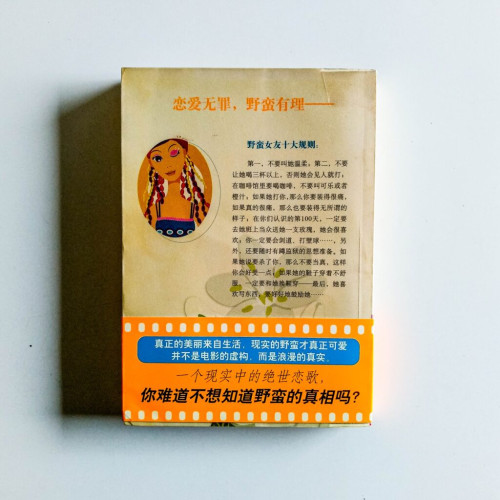 恋爱无罪，野蛮有理——
野蛮女友十大规则：
第一，不要叫她温柔；第二，不要
让她喝三杯以上，否则她会见人就打；
在咖啡馆里要喝咖啡，不要叫可乐或者
橙汁；如果她打你，那么你要装得很痛，
如果真的很痛，那么也要装得无所谓的
样子；在你们认识的第100天，一定要
去她班上当众送她一支玫瑰，她会很喜
欢；你一定要会剑道、打壁球……，另
外，还要随时有蹲监狱的思想准备。如
果她说要杀了你，那么不要当真，这样
你会好受一点；如果她的鞋子穿着不舒
服，一定要和她换鞋穿——最后，她喜
欢写东西，要好好地鼓励她——
真正的美丽来自生活，现实的野蛮才真正可爱
并不是电影的虚构，而是浪漫的真实.
一个现实中的绝世恋歌，
你难道不想知道野蛮的真相吗？